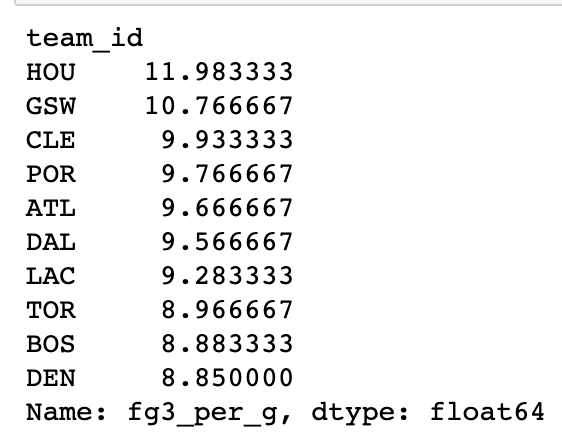 team_id
HOU    11.983333
GSW    10.766667
CLE     9.933333
POR     9.766667
ATL     9.666667
DAL     9.566667
LAC     9.283333
TOR     8.966667
BOS     8.883333
DEN     8.850000
Name: fg3_per_g, dtype: float64